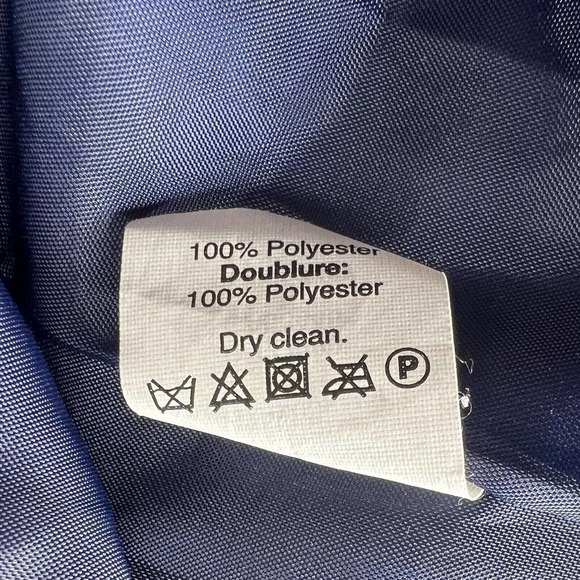 100% Polyester
Doublure:
100% Polyester
Dry clean.
P